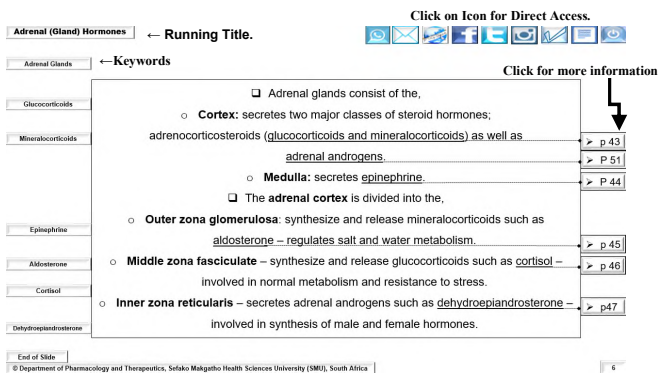 Click on Icon for Direct Access.
Adrenal (Gland) Hormones ← Running Title.
Adrenal Glands ←Keywords
Click for more information
❑ Adrenal glands consist of the,
Glucocorticoids
○ Cortex: secretes two major classes of steroid hormones;
Mineralocorticoids
adrenocorticosteroids (glucocorticoids and mineralocorticoids) as well as
➢ p 43
adrenal androgens.
➢ P 51
○ Medulla: secretes epinephrine.
➢ P 44
❑ The adrenal cortex is divided into the,
○ Outer zona glomerulosa: synthesize and release mineralocorticoids such as
Epinephrine
aldosterone – regulates salt and water metabolism.
➢ p 45
Aldosterone
○ Middle zona fasciculate – synthesize and release glucocorticoids such as cortisol –
➢ p 46
involved in normal metabolism and resistance to stress.
Cortisol
○ Inner zona reticularis – secretes adrenal androgens such as dehydroepiandrosterone –
➢ p47
involved in synthesis of male and female hormones.
Dehydroepiandrosterone
End of Slide
© Department of Pharmacology and Therapeutics, Sefako Makgatho Health Sciences University (SMU), South Africa
6